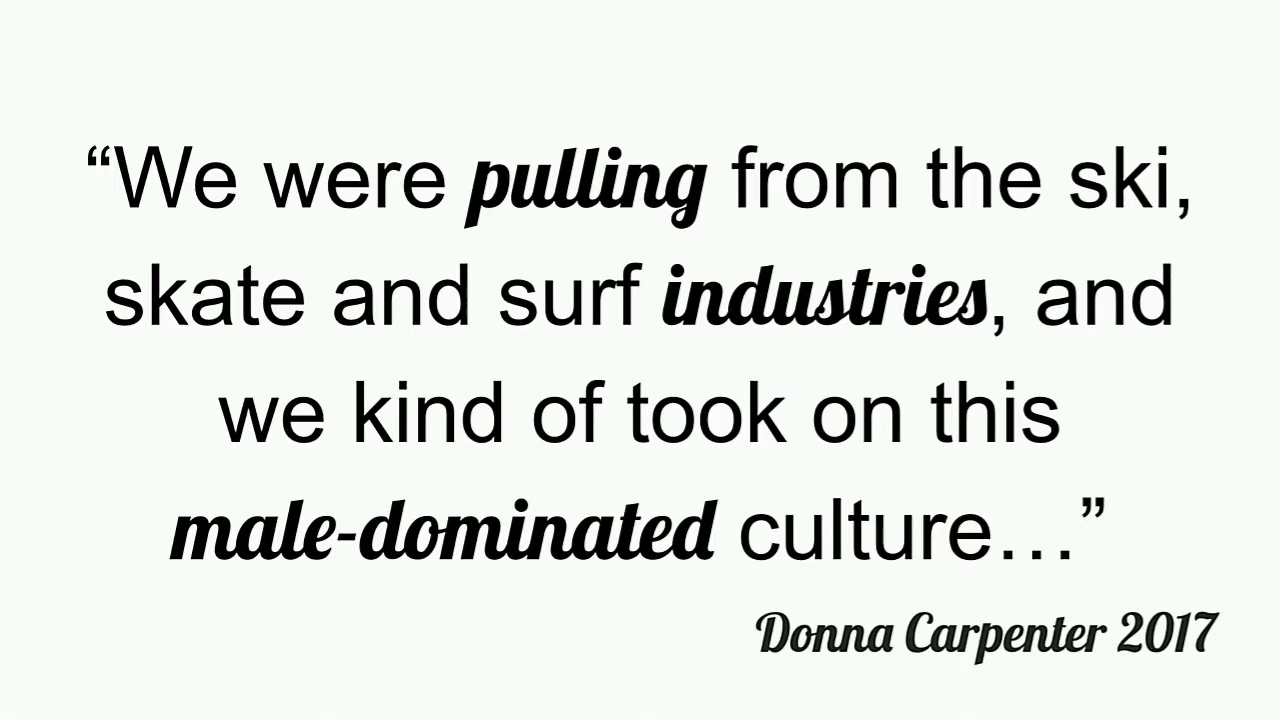 “We were pulling from the ski,
skate and surf industries, and
we kind of took on this
male-dominated culture…”
Donna Carpenter 2017